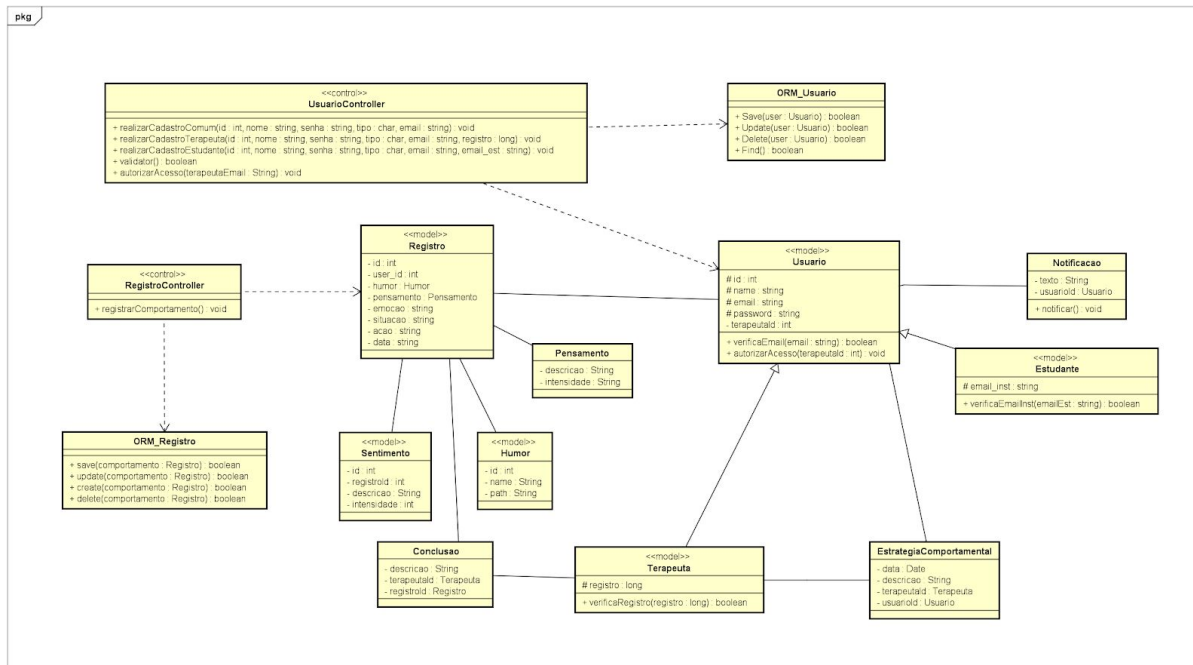 pkg
<<control>>
UsuarioController
+ realizarCadastroComum(id : int, nome : string, senha : string, tipo : char, email : string) : void
+ realizarCadastroTerapeuta(id : int, nome : string, senha : string, tipo : char, email : string, registro : long) : void
+ realizarCadastroEstudante(id : int, nome : string, senha : string, tipo : char, email : string, email_est : string) : void
+ validator() : boolean
+ autorizarAcesso(terapeutaEmail : String) : void
ORM_Usuario
+ Save(user : Usuario) : boolean
+ Update(user : Usuario) : boolean
+ Delete(user : Usuario) : boolean
+ Find() : boolean
<<model>>
Registro
- id : int
- user_id : int
- humor : Humor
- pensamento : Pensamento
- emocao : string
- situacao : string
- acao : string
- data : string
<<model>>
Usuario
# id : int
# name : string
# email : string
# password : string
- terapeutaId : int
+ verificaEmail(email : string) : boolean
+ autorizarAcesso(terapeutaId : int) : void
Notificacao
- texto : String
- usuarioId : Usuario
+ notificar() : void
<<control>>
RegistroController
+ registrarComportamento() : void
Pensamento
- descricao : String
- intensidade : String
<<model>>
Estudante
# email_inst : string
+ verificaEmailInst(emailEst : string) : boolean
ORM_Registro
+ save(comportamento : Registro) : boolean
+ update(comportamento : Registro) : boolean
+ create(comportamento : Registro) : boolean
+ delete(comportamento : Registro) : boolean
<<model>>
Sentimento
- id : int
- registroId : int
- descricao : String
- intensidade : int
<<model>>
Humor
- id : int
- name : String
- path : String
Conclusao
- descricao : String
- terapeutaId : Terapeuta
- registroId : Registro
<<model>>
Terapeuta
# registro : long
+ verificaRegistro(registro : long) : boolean
EstrategiaComportamental
- data : Date
- descricao : String
- terapeutaId : Terapeuta
- usuarioId : Usuario